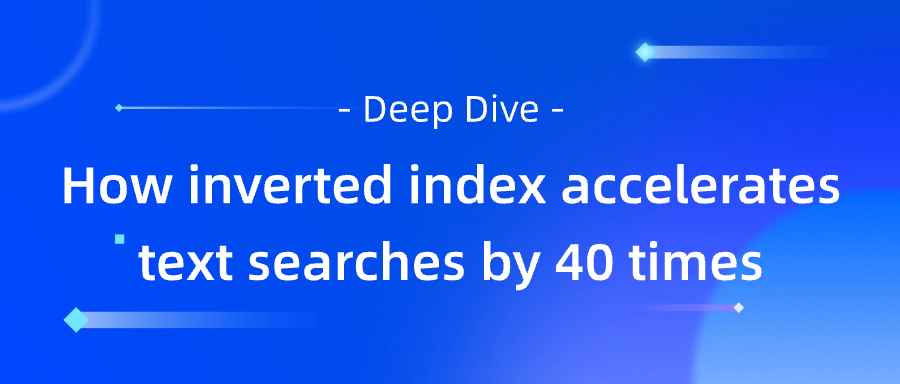 - Deep Dive -
How inverted index accelerates
text searches by 40 times